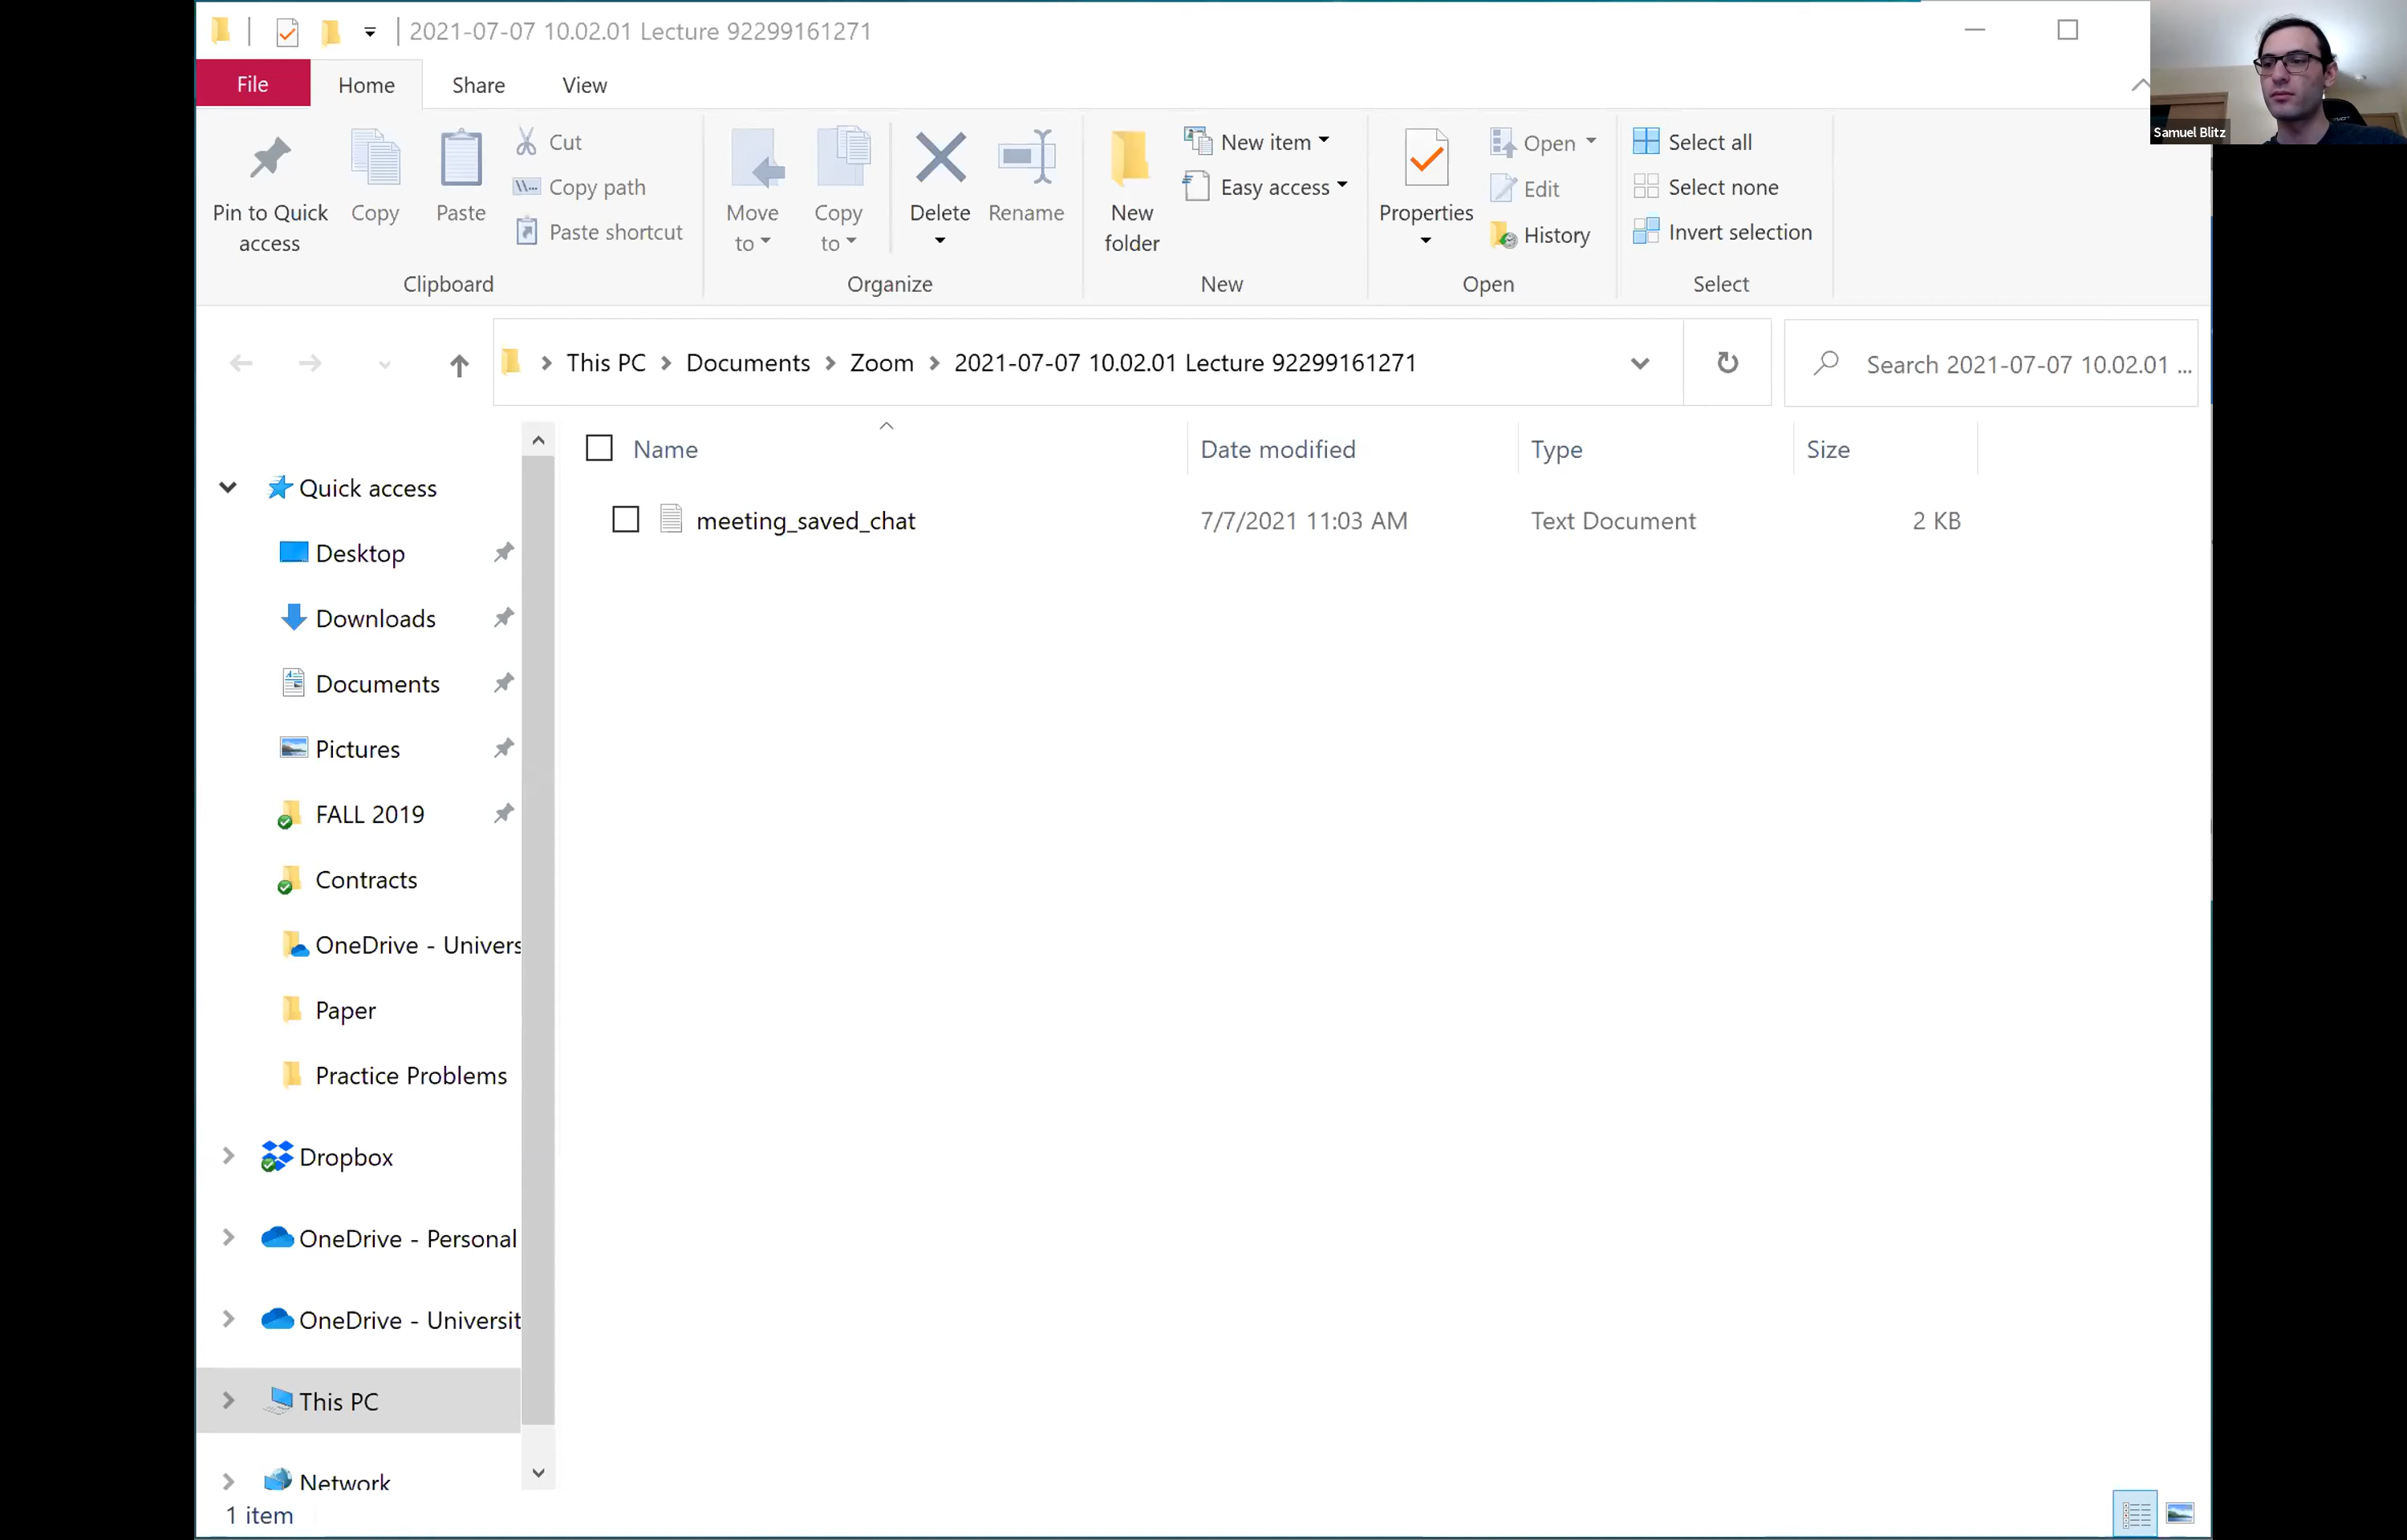 2021-07-07 10.02.01 Lecture 92299161271
Samuel Blitz
File Home Share View
Pin to Quick access
Copy
Paste
Cut
Copy path
Paste shortcut
Clipboard
Move to
Copy to
Delete
Rename
Organize
New folder
New item
Easy access
New
Properties
Open
Edit
History
Open
Select all
Select none
Invert selection
Select
This PC Documents Zoom 2021-07-07 10.02.01 Lecture 92299161271
Search 2021-07-07 10.02.01 ...
Name Date modified Type Size
meeting_saved_chat 7/7/2021 11:03 AM Text Document 2 KB
Quick access
Desktop
Downloads
Documents
Pictures
FALL 2019
Contracts
OneDrive - Univers
Paper
Practice Problems
Dropbox
OneDrive - Personal
OneDrive - Universit
This PC
Network
1 item